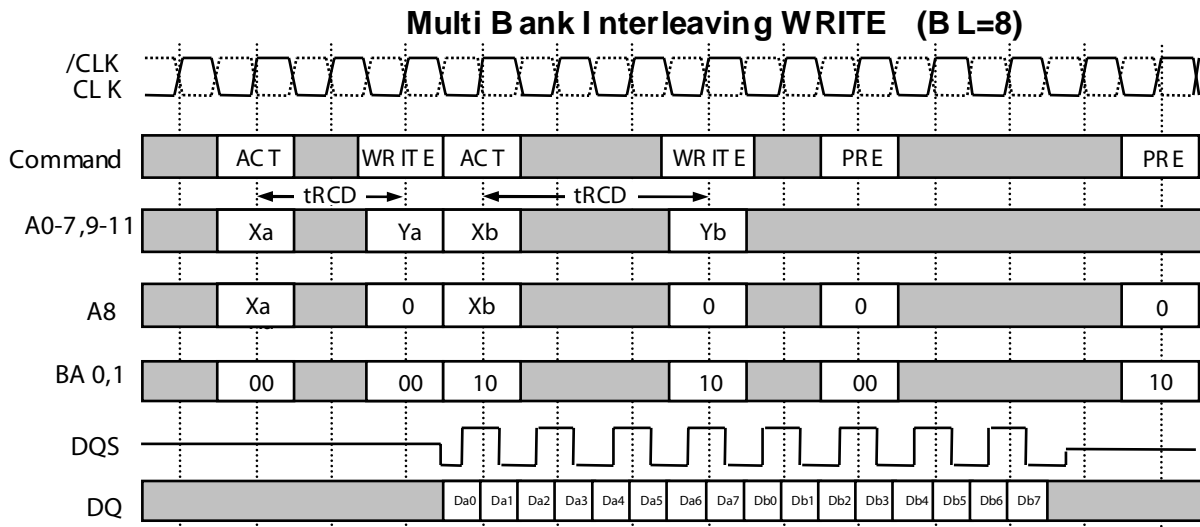 Multi Bank Interleaving WRITE (BL=8)
/CLK
CLK
Command ACT WRITE ACT WRITE PRE PRE
tRCD tRCD
A0-7,9-11 Xa Ya Xb Yb
A8 Xa 0 Xb 0 0 0
BA 0,1 00 00 10 10 00 10
DQS
DQ Da0 Da1 Da2 Da3 Da4 Da5 Da6 Da7 Db0 Db1 Db2 Db3 Db4 Db5 Db6 Db7